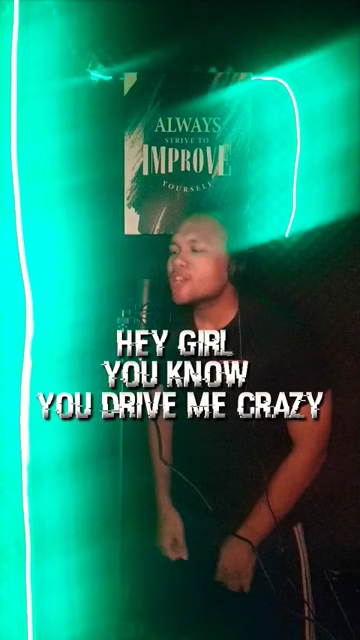 ALWAYS
STRIVE TO
IMPROVE
YOURSELF
HEY GIRL
YOU KNOW
YOU DRIVE ME CRAZY